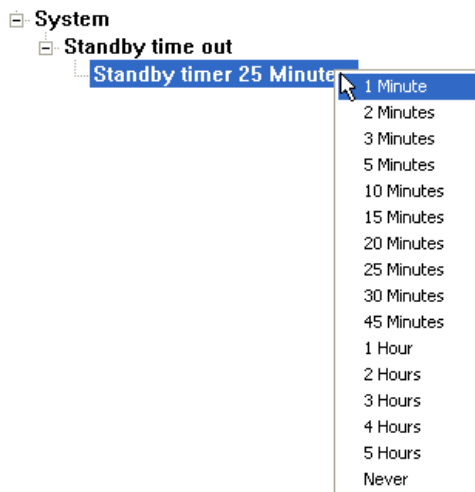 System
Standby time out
Standby timer 25 Minute
1 Minute
2 Minutes
3 Minutes
5 Minutes
10 Minutes
15 Minutes
20 Minutes
25 Minutes
30 Minutes
45 Minutes
1 Hour
2 Hours
3 Hours
4 Hours
5 Hours
Never